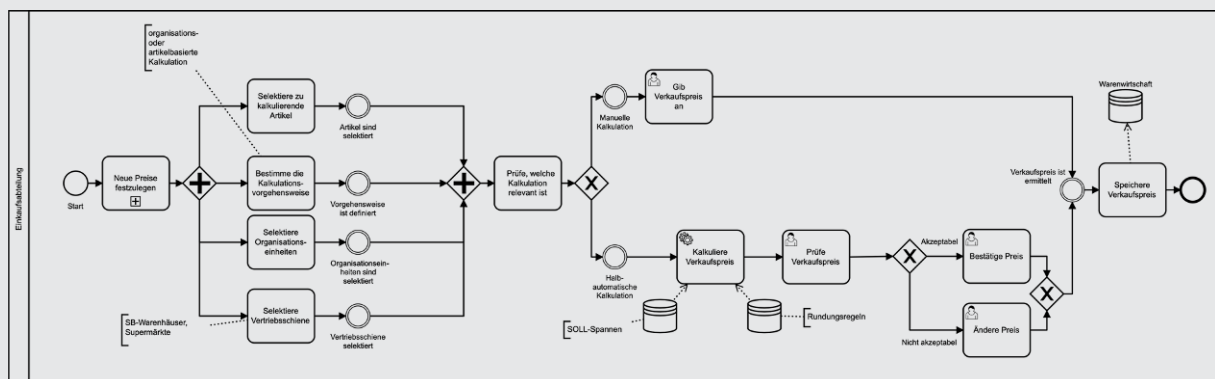 Einkaufsabteilung
Start
Neue Preise
festzulegen
organisations-
oder
artikelbasierte
Kalkulation
Selektiere zu
kalkulierende
Artikel
Artikel sind
selektiert
Bestimme die
Kalkulations-
vorgehensweise
Vorgehensweise
ist definiert
Selektiere
Organisations-
einheiten
Organisationsein-
heiten sind
selektiert
SB-Warenhäuser,
Supermärkte
Selektiere
Vertriebsschiene
Vertriebsschiene
selektiert
Prüfe, welche
Kalkulation
relevant ist
Manuelle
Kalkulation
Gib
Verkaufspreis
an
Halb-
automatische
Kalkulation
Kalkuliere
Verkaufspreis
SOLL-Spannen
Rundungsregeln
Prüfe
Verkaufspreis
Akzeptabel
Bestätige Preis
Nicht akzeptabel
Ändere Preis
Verkaufspreis ist
ermittelt
Warenwirtschaft
Speichere
Verkaufspreis